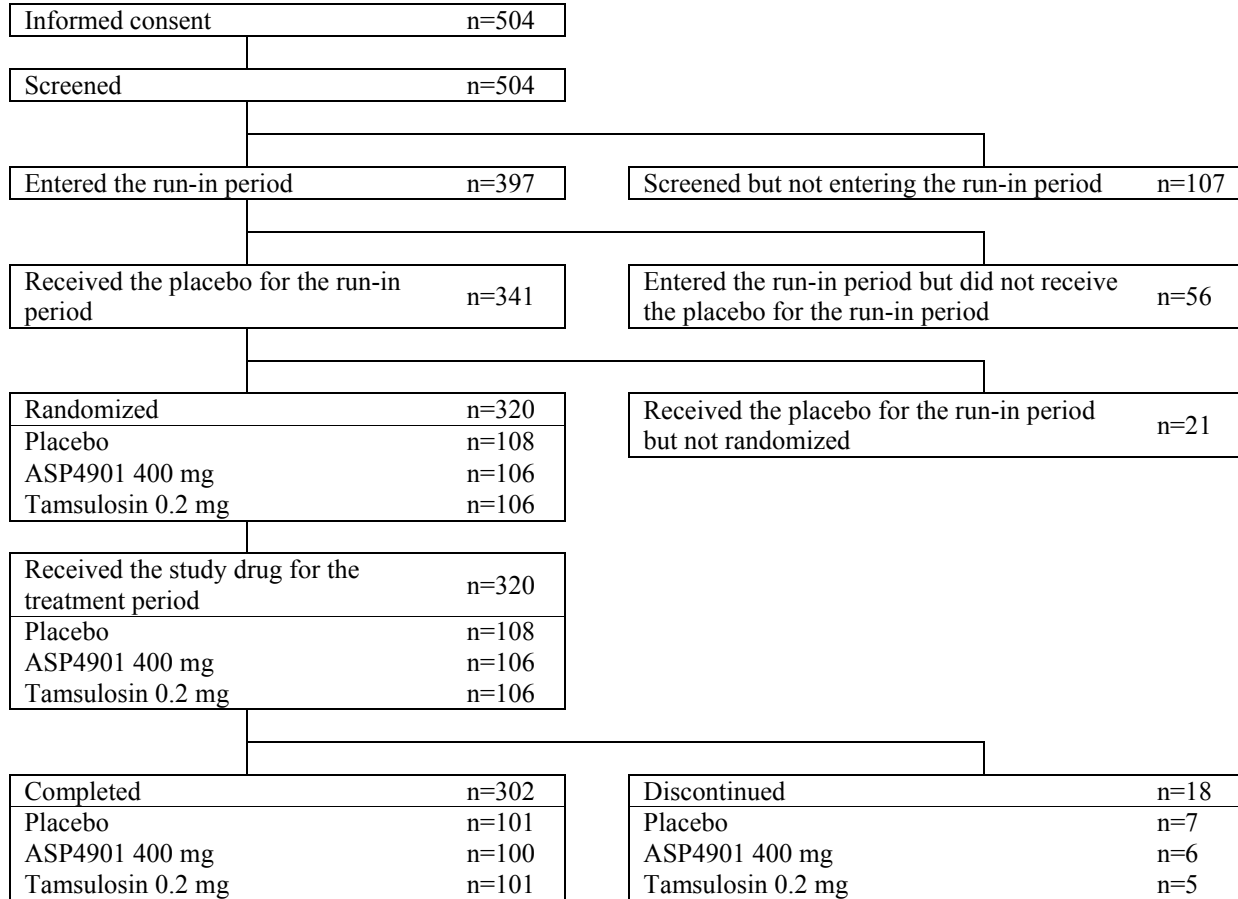 Informed consent n=504
Screened n=504
Entered the run-in period n=397
Screened but not entering the run-in period n=107
Received the placebo for the run-in
period
n=341
Entered the run-in period but did not receive
the placebo for the run-in period
n=56
Randomized n=320
Placebo n=108
ASP4901 400 mg n=106
Tamsulosin 0.2 mg n=106
Received the placebo for the run-in period
but not randomized
n=21
Received the study drug for the
treatment period
n=320
Placebo n=108
ASP4901 400 mg n=106
Tamsulosin 0.2 mg n=106
Completed n=302
Placebo n=101
ASP4901 400 mg n=100
Tamsulosin 0.2 mg n=101
Discontinued n=18
Placebo n=7
ASP4901 400 mg n=6
Tamsulosin 0.2 mg n=5